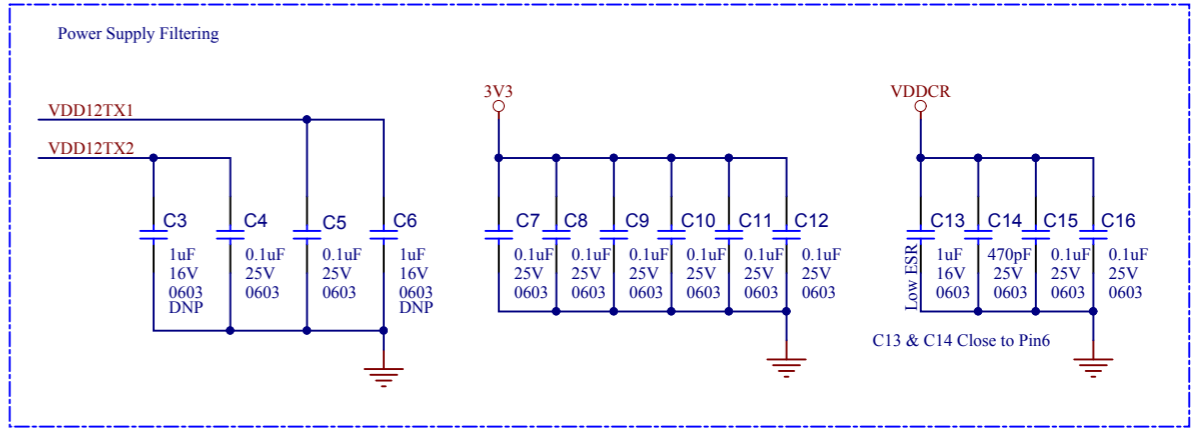 Power Supply Filtering
VDD12TX1
VDD12TX2
3V3
VDDCR
C3
1uF
16V
0603
DNP
C4
0.1uF
25V
0603
C5
0.1uF
25V
0603
C6
1uF
16V
0603
DNP
C7
0.1uF
25V
0603
C8
0.1uF
25V
0603
C9
0.1uF
25V
0603
C10
0.1uF
25V
0603
C11
0.1uF
25V
0603
C12
0.1uF
25V
0603
Low ESR
C13
1uF
16V
0603
C14
470pF
25V
0603
C15
0.1uF
25V
0603
C16
0.1uF
25V
0603
C13 & C14 Close to Pin6